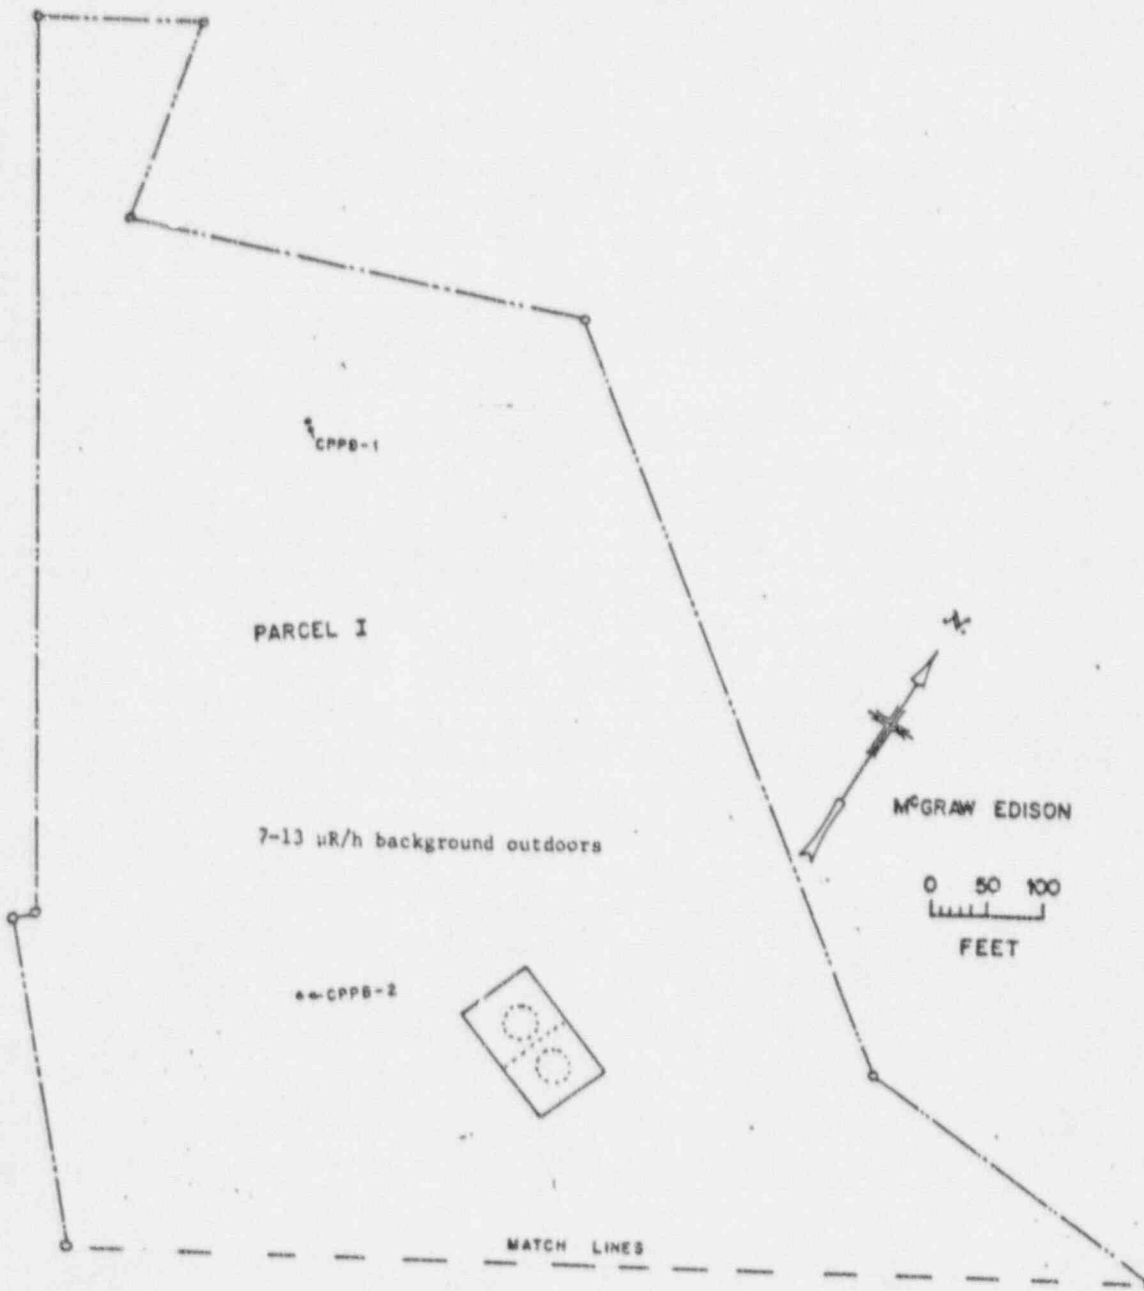 CPPB-1
PARCEL I
N
McGRAW EDISON
7-13 µR/h background outdoors
0 50 100
FEET
CPPB-2
MATCH LINES